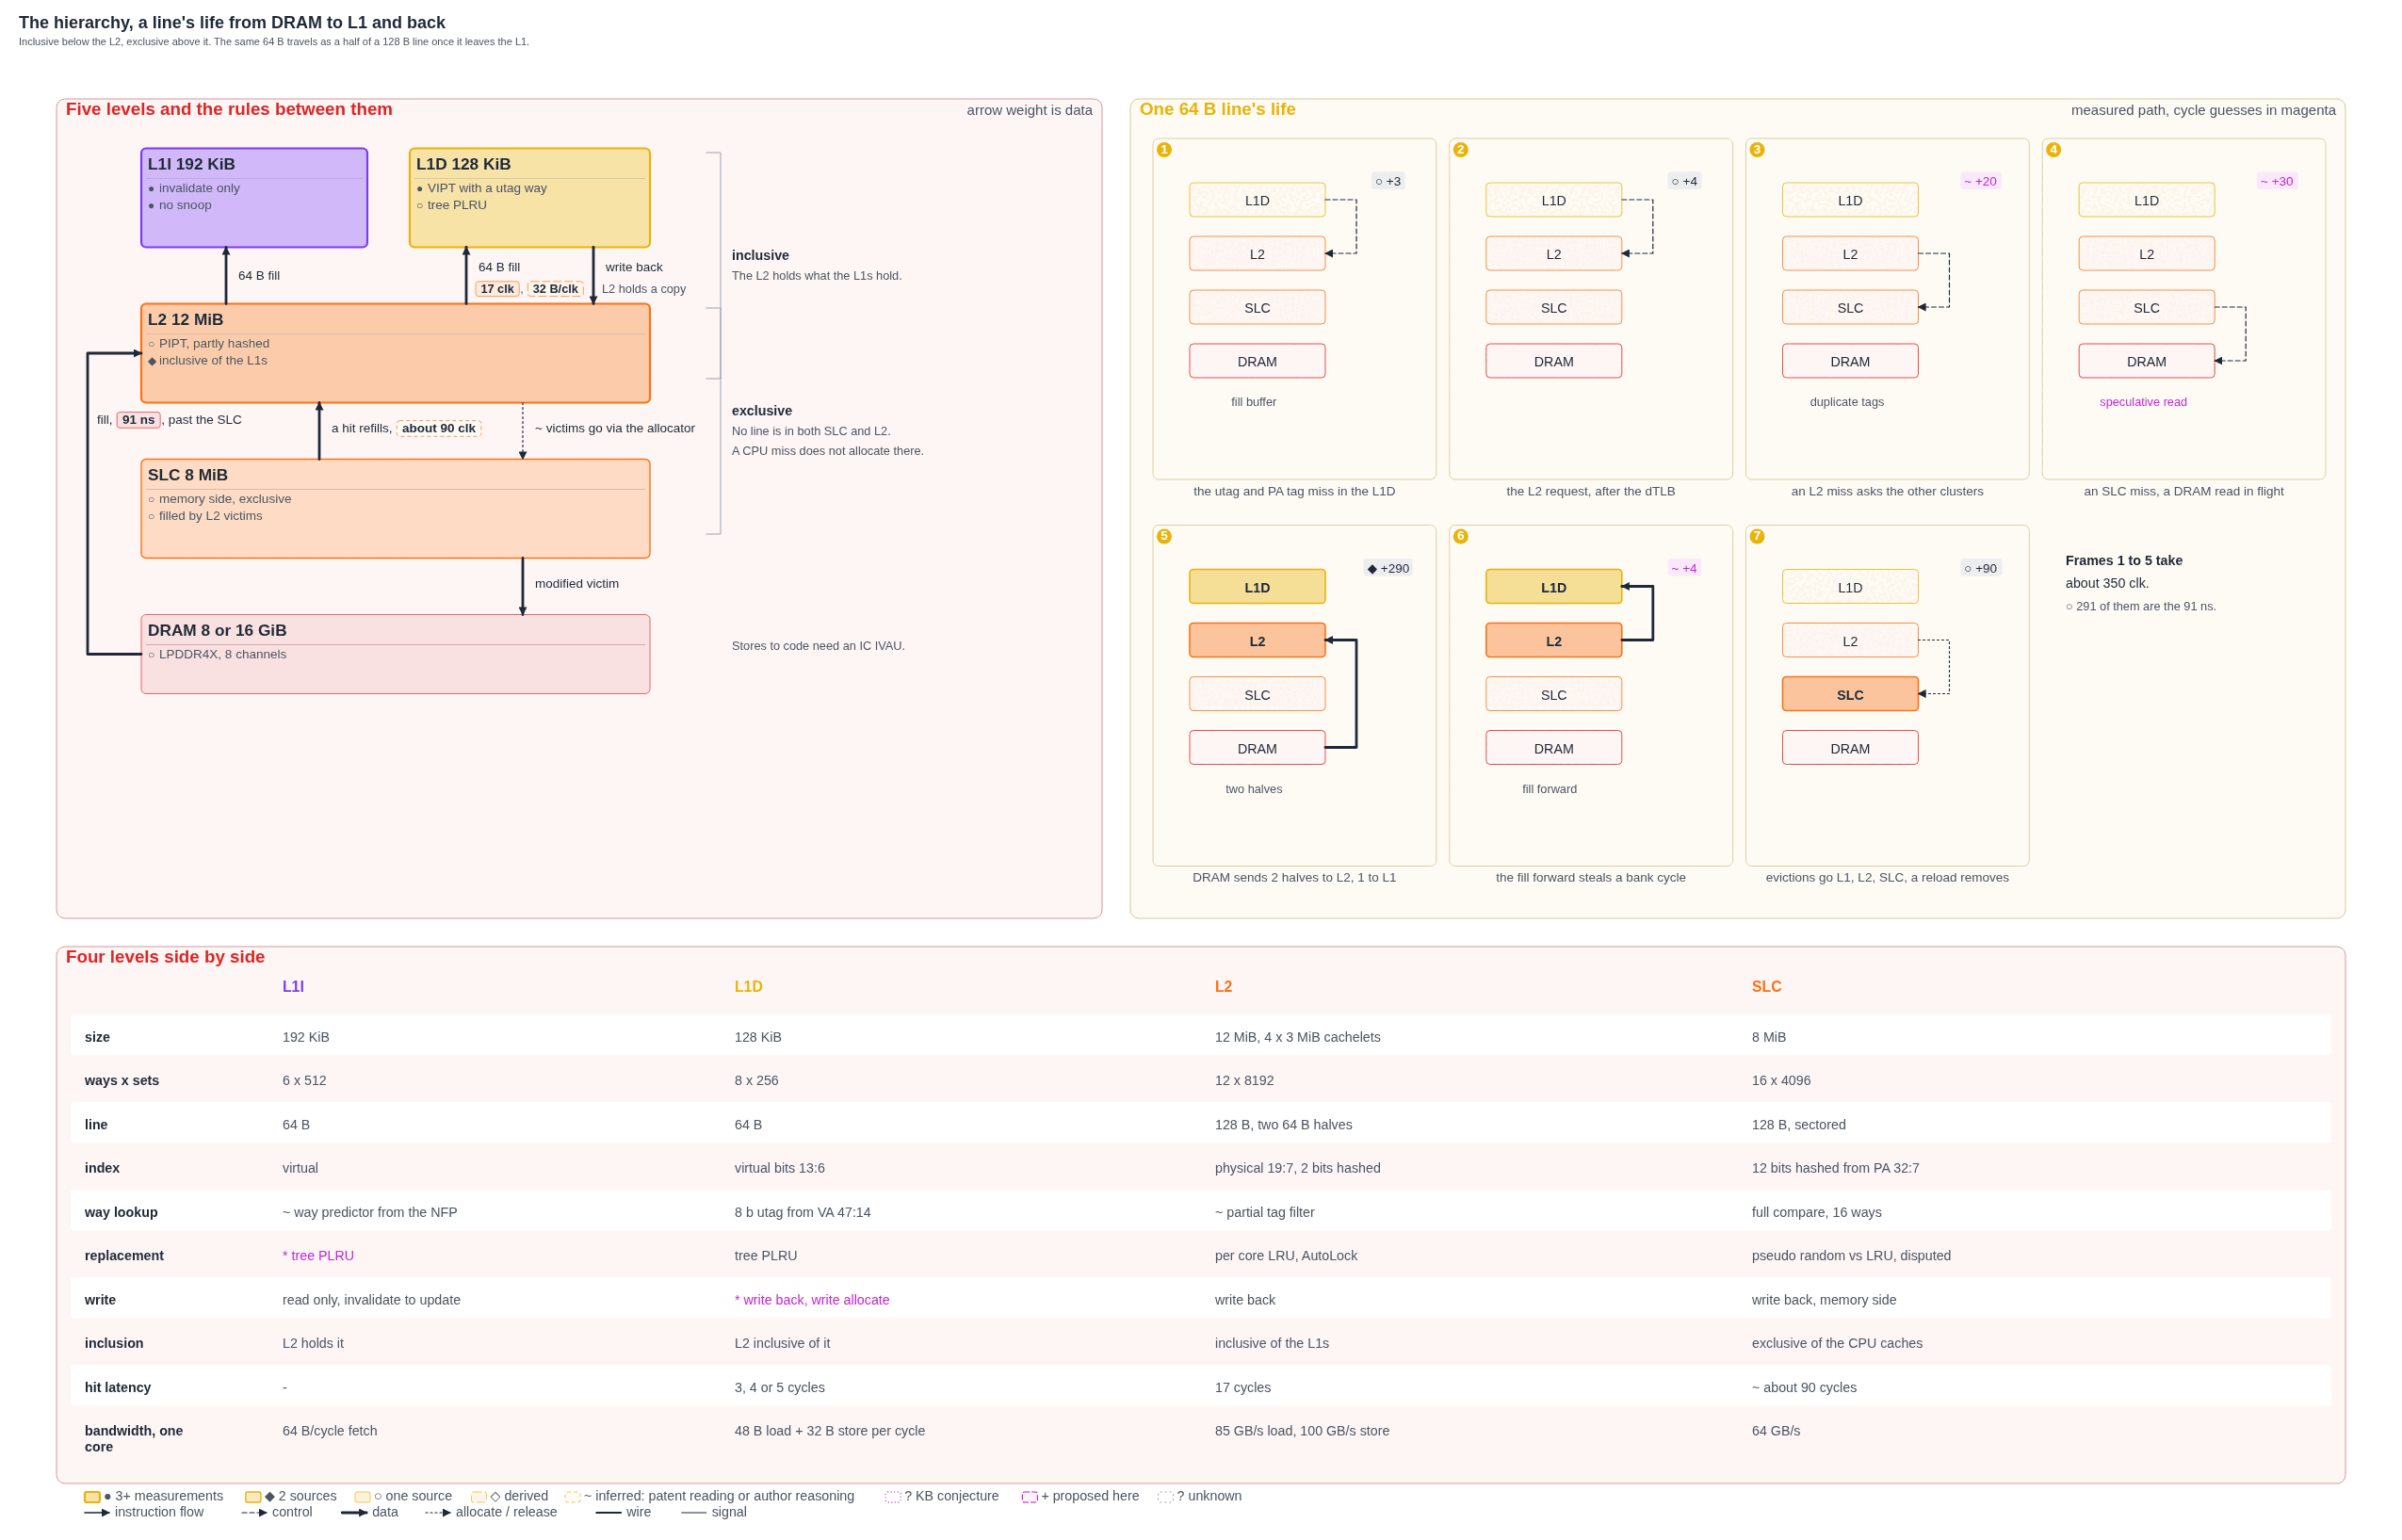 The hierarchy, a line's life from DRAM to L1 and back
Inclusive below the L2, exclusive above it. The same 64 B travels as a half of a 128 B line once it leaves the L1.
Five levels and the rules between them
arrow weight is data
L1I 192 KiB
● invalidate only
● no snoop
L1D 128 KiB
● VIPT with a utag way
○ tree PLRU
64 B fill
64 B fill
17 clk, 32 B/clk
write back
L2 holds a copy
inclusive
The L2 holds what the L1s hold.
L2 12 MiB
○ PIPT, partly hashed
◆ inclusive of the L1s
fill, 91 ns, past the SLC
a hit refills, about 90 clk
~ victims go via the allocator
exclusive
No line is in both SLC and L2.
A CPU miss does not allocate there.
SLC 8 MiB
○ memory side, exclusive
○ filled by L2 victims
modified victim
DRAM 8 or 16 GiB
○ LPDDR4X, 8 channels
Stores to code need an IC IVAU.
One 64 B line's life
measured path, cycle guesses in magenta
1
○ +3
L1D
L2
SLC
DRAM
fill buffer
the utag and PA tag miss in the L1D
2
○ +4
L1D
L2
SLC
DRAM
the L2 request, after the dTLB
3
~ +20
L1D
L2
SLC
DRAM
duplicate tags
an L2 miss asks the other clusters
4
~ +30
L1D
L2
SLC
DRAM
speculative read
an SLC miss, a DRAM read in flight
5
◆ +290
L1D
L2
SLC
DRAM
two halves
DRAM sends 2 halves to L2, 1 to L1
6
~ +4
L1D
L2
SLC
DRAM
fill forward
the fill forward steals a bank cycle
7
○ +90
L1D
L2
SLC
DRAM
evictions go L1, L2, SLC, a reload removes
Frames 1 to 5 take
about 350 clk.
○ 291 of them are the 91 ns.
Four levels side by side
L1I L1D L2 SLC
size 192 KiB 128 KiB 12 MiB, 4 x 3 MiB cachelets 8 MiB
ways x sets 6 x 512 8 x 256 12 x 8192 16 x 4096
line 64 B 64 B 128 B, two 64 B halves 128 B, sectored
index virtual virtual bits 13:6 physical 19:7, 2 bits hashed 12 bits hashed from PA 32:7
way lookup ~ way predictor from the NFP 8 b utag from VA 47:14 ~ partial tag filter full compare, 16 ways
replacement * tree PLRU tree PLRU per core LRU, AutoLock pseudo random vs LRU, disputed
write read only, invalidate to update * write back, write allocate write back write back, memory side
inclusion L2 holds it L2 inclusive of it inclusive of the L1s exclusive of the CPU caches
hit latency - 3, 4 or 5 cycles 17 cycles ~ about 90 cycles
bandwidth, one core 64 B/cycle fetch 48 B load + 32 B store per cycle 85 GB/s load, 100 GB/s store 64 GB/s
● 3+ measurements ◆ 2 sources ○ one source ◇ derived ~ inferred: patent reading or author reasoning ? KB conjecture + proposed here ? unknown
instruction flow control data allocate / release wire signal